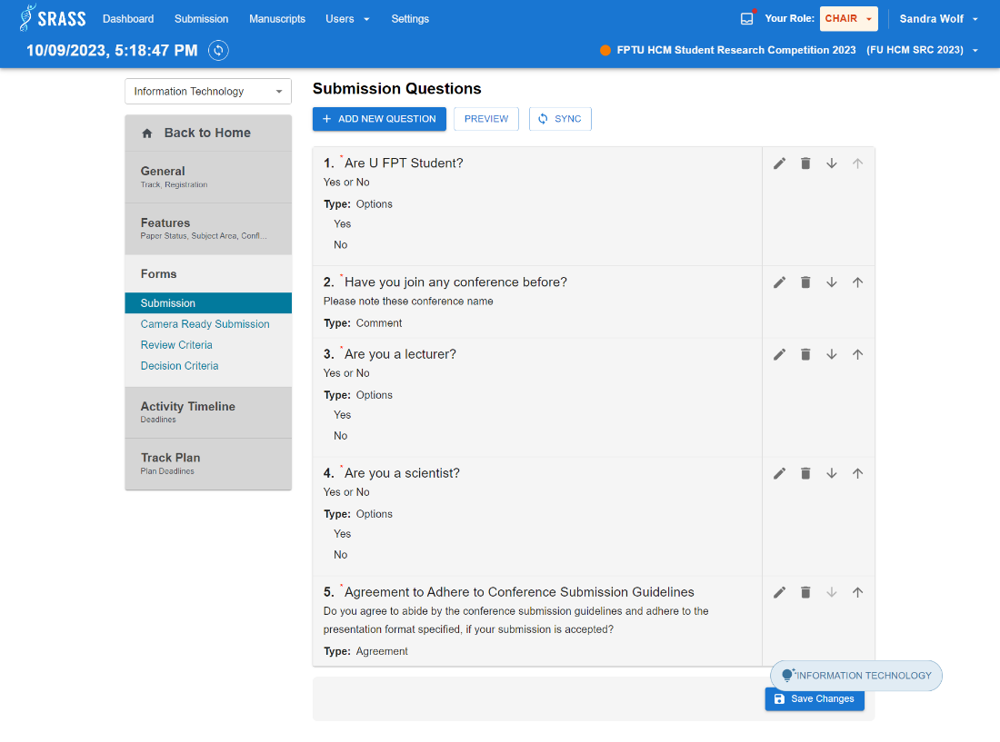 SRASS Dashboard Submission Manuscripts Users Settings Your Role: CHAIR Sandra Wolf
10/09/2023, 5:18:47 PM FPTU HCM Student Research Competition 2023 (FU HCM SRC 2023)
Information Technology
Back to Home
General
Track, Registration
Features
Paper Status, Subject Area, Confl...
Forms
Submission
Camera Ready Submission
Review Criteria
Decision Criteria
Activity Timeline
Deadlines
Track Plan
Plan Deadlines
Submission Questions
+ ADD NEW QUESTION PREVIEW SYNC
1. *Are U FPT Student?
Yes or No
Type: Options
Yes
No
2. *Have you join any conference before?
Please note these conference name
Type: Comment
3. *Are you a lecturer?
Yes or No
Type: Options
Yes
No
4. *Are you a scientist?
Yes or No
Type: Options
Yes
No
5. *Agreement to Adhere to Conference Submission Guidelines
Do you agree to abide by the conference submission guidelines and adhere to the
presentation format specified, if your submission is accepted?
Type: Agreement
INFORMATION TECHNOLOGY
Save Changes